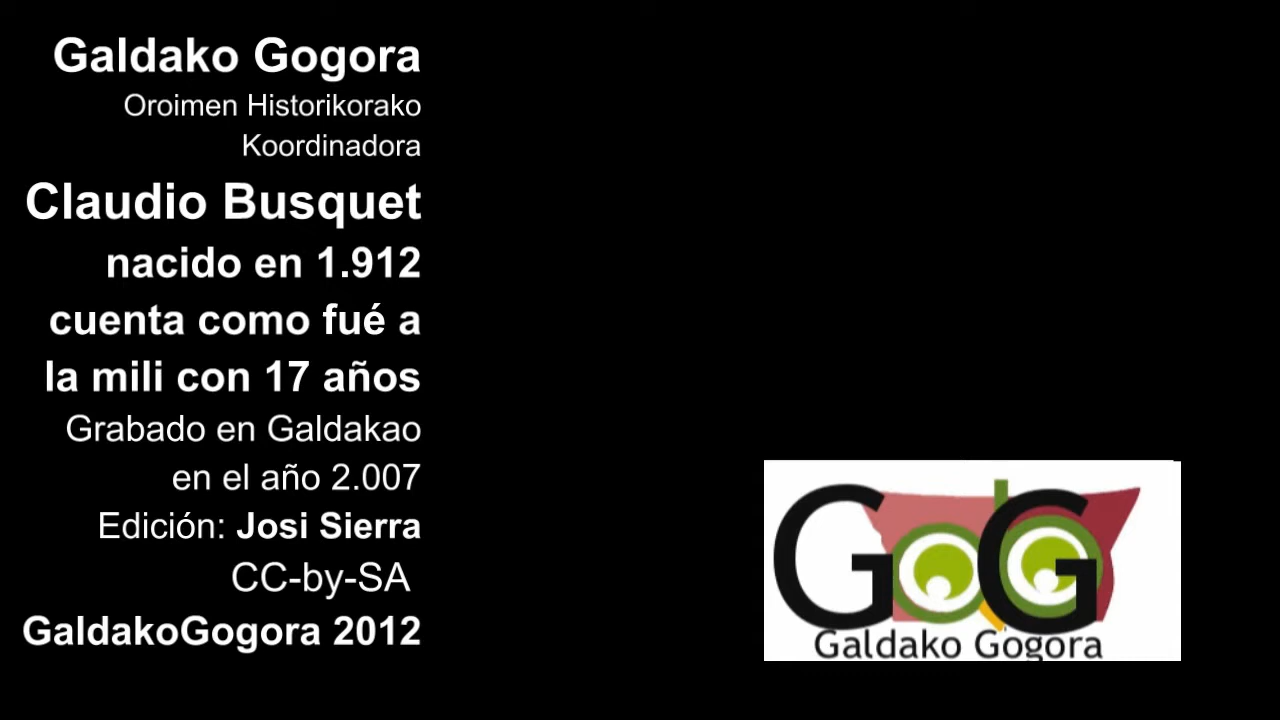 Galdako Gogora
Oroimen Historikorako
Koordinadora
Claudio Busquet
nacido en 1.912
cuenta como fué a
la mili con 17 años
Grabado en Galdakao
en el año 2.007
Edición: Josi Sierra
CC-by-SA
GaldakoGogora 2012
GoGo
Galdako Gogora